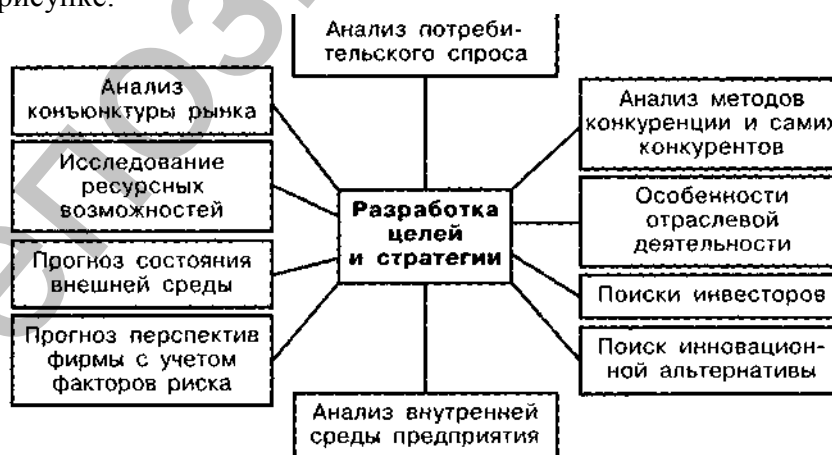 рисунке.
Анализ потреби-
тельского спроса
Анализ
конъюнктуры рынка
Исследование
ресурсных
возможностей
Прогноз состояния
внешней среды
Прогноз перспектив
фирмы с учетом
факторов риска
Разработка
целей
и стратегии
Анализ методов
конкуренции и самих
конкурентов
Особенности
отраслевой
деятельности
Поиски инвесторов
Поиск инновацион-
ной альтернативы
Анализ внутренней
среды предприятия